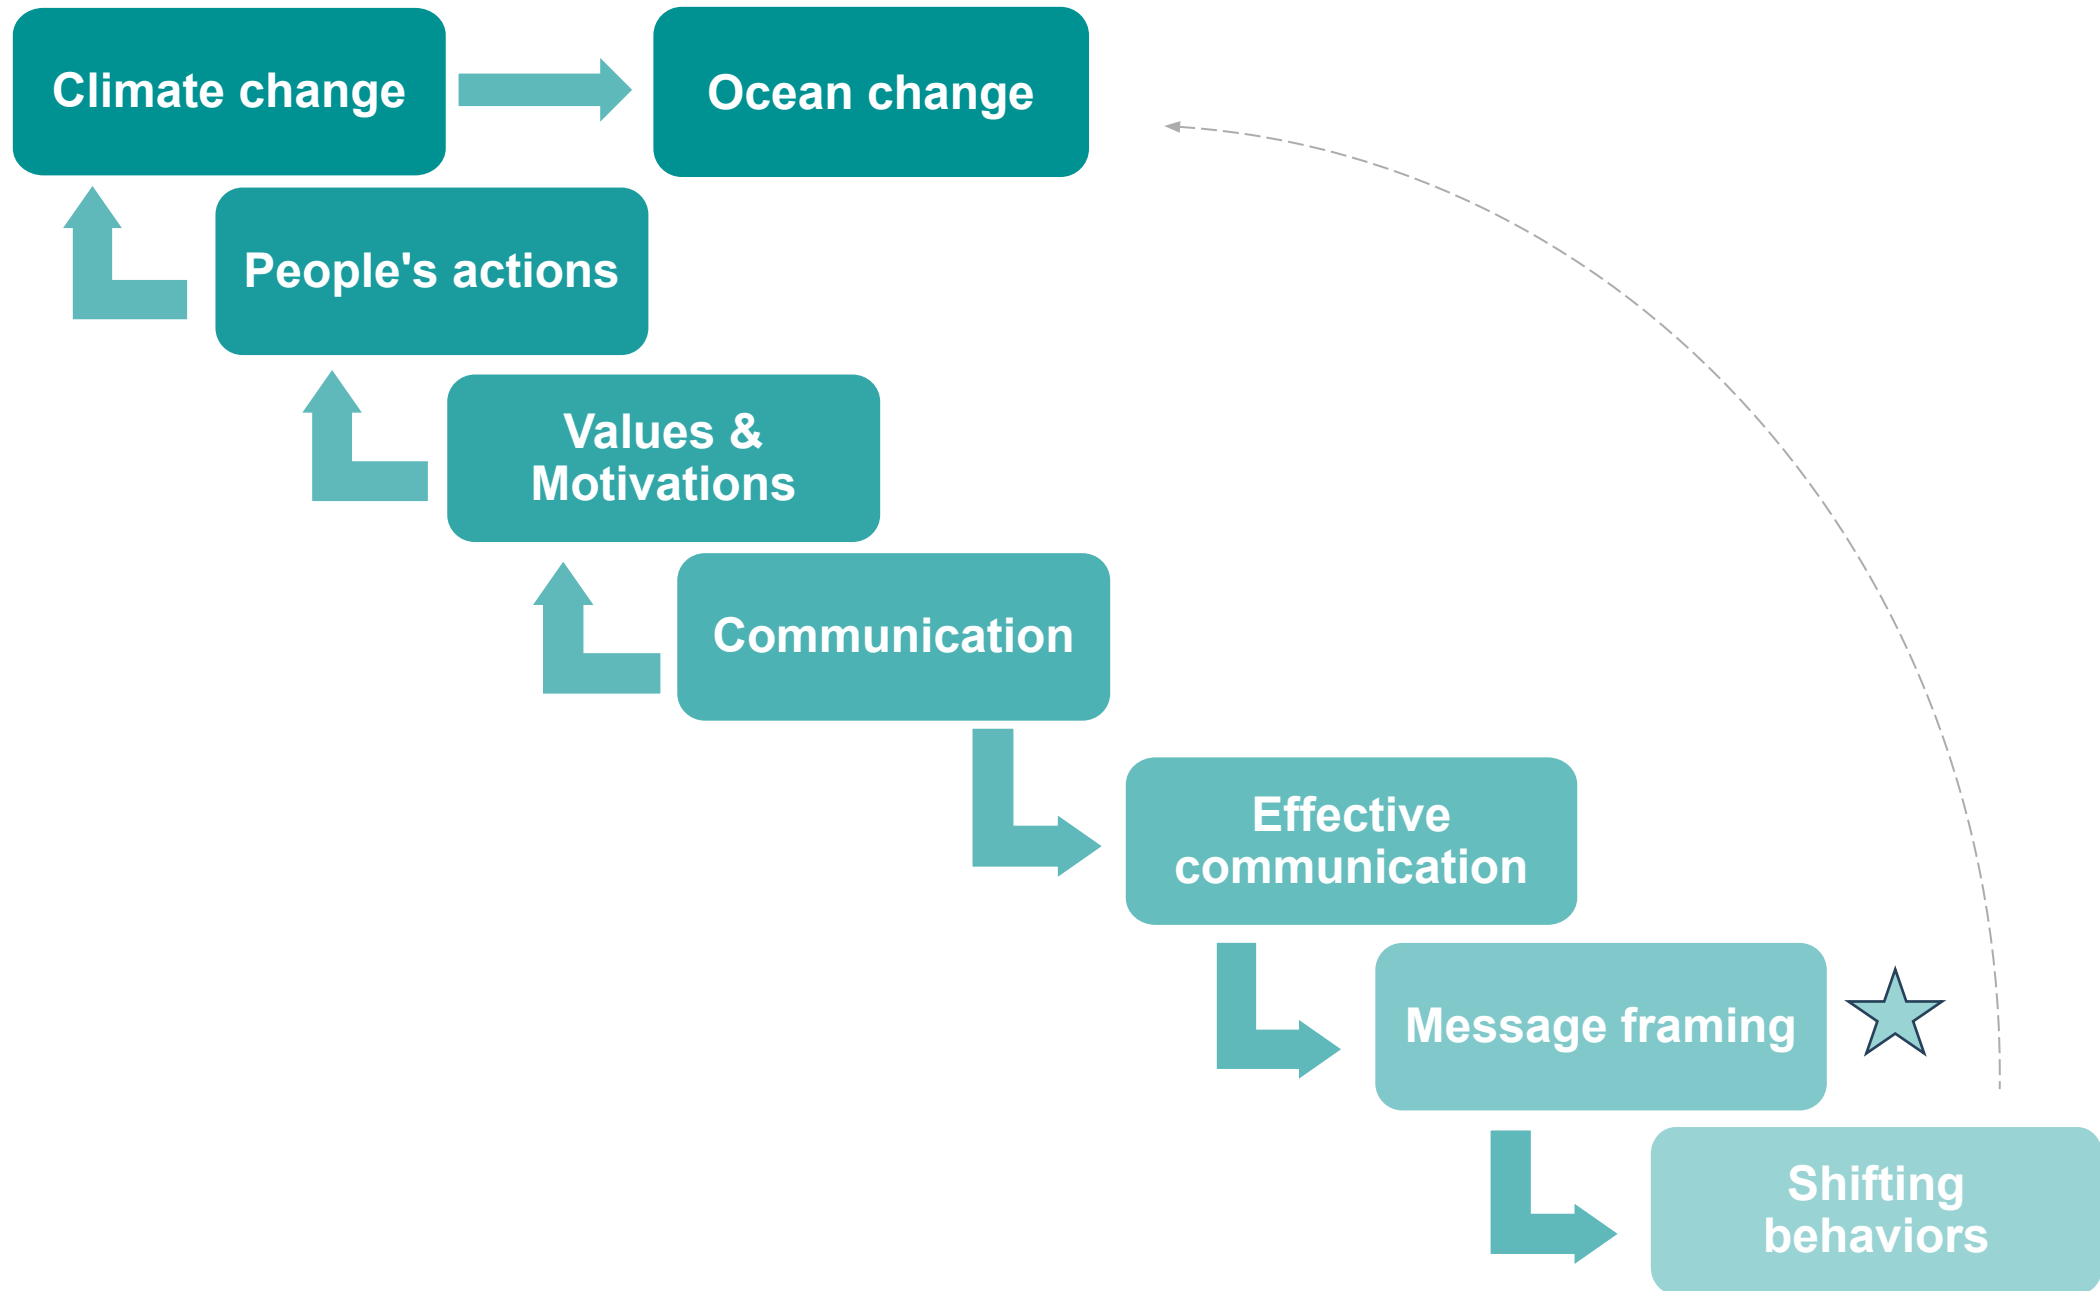 Climate change
Ocean change
People's actions
Values &
Motivations
Communication
Effective
communication
Message framing
Shifting
behaviors